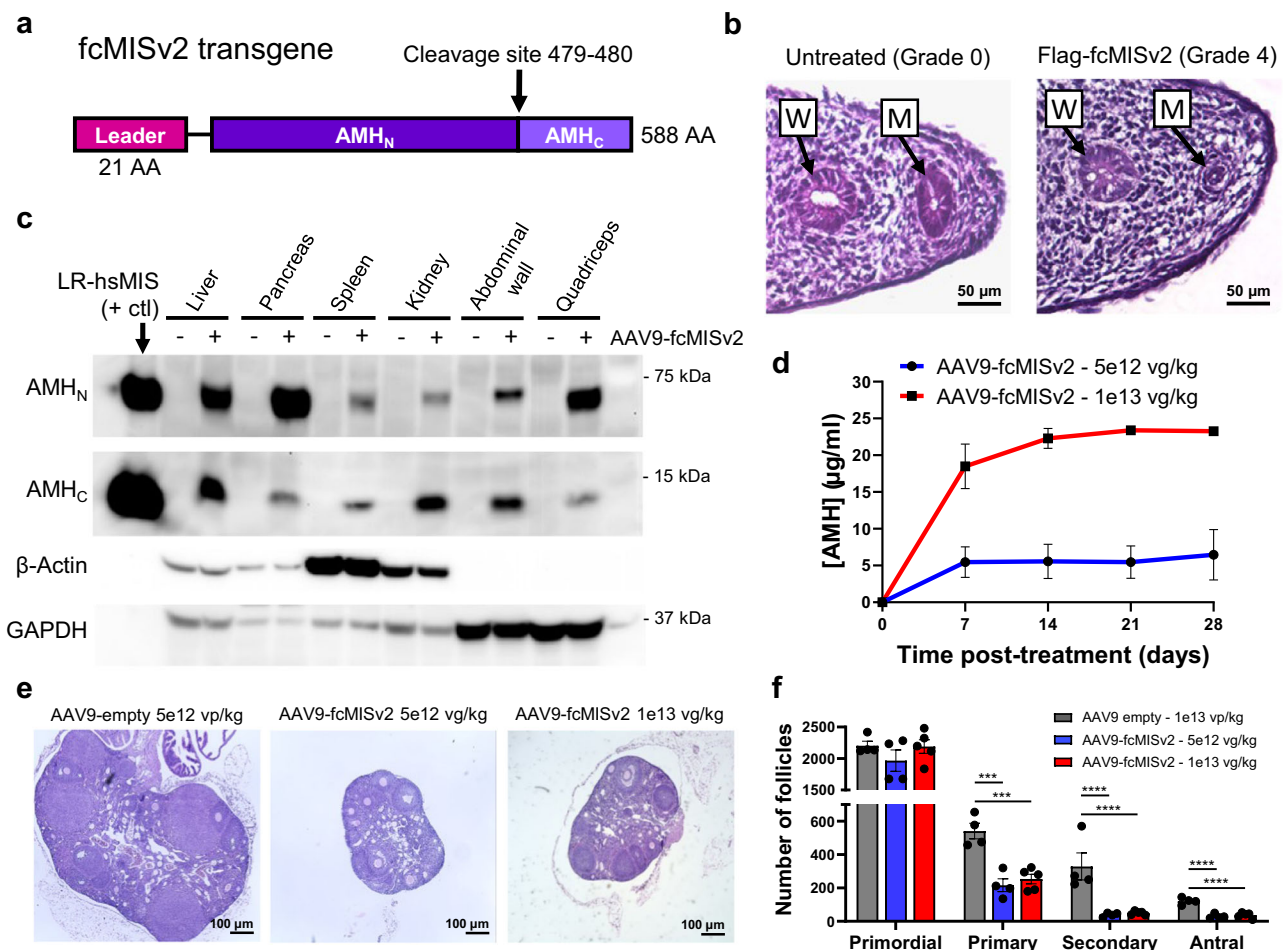 a
fcMISv2 transgene
Cleavage site 479-480
Leader
AMHN
AMHC
588 AA
21 AA
b
Untreated (Grade 0)
Flag-fcMISv2 (Grade 4)
W
M
W
M
50 µm
50 µm
c
LR-hsMIS
(+ ctl)
Liver
Pancreas
Spleen
Kidney
Abdominal
wall
Quadriceps
- + - + - + - + - + - +
AAV9-fcMISv2
AMHN
- 75 kDa
AMHC
- 15 kDa
β-Actin
GAPDH
- 37 kDa
d
AAV9-fcMISv2 - 5e12 vg/kg
AAV9-fcMISv2 - 1e13 vg/kg
[AMH] (µg/ml)
30
25
20
15
10
5
0
0 7 14 21 28
Time post-treatment (days)
e
AAV9-empty 5e12 vp/kg
AAV9-fcMISv2 5e12 vg/kg
AAV9-fcMISv2 1e13 vg/kg
100 µm
100 µm
100 µm
f
AAV9 empty - 1e13 vp/kg
AAV9-fcMISv2 - 5e12 vg/kg
AAV9-fcMISv2 - 1e13 vg/kg
Number of follicles
2500
2000
1500
600
400
200
0
***
***
****
****
****
****
Primordial Primary Secondary Antral